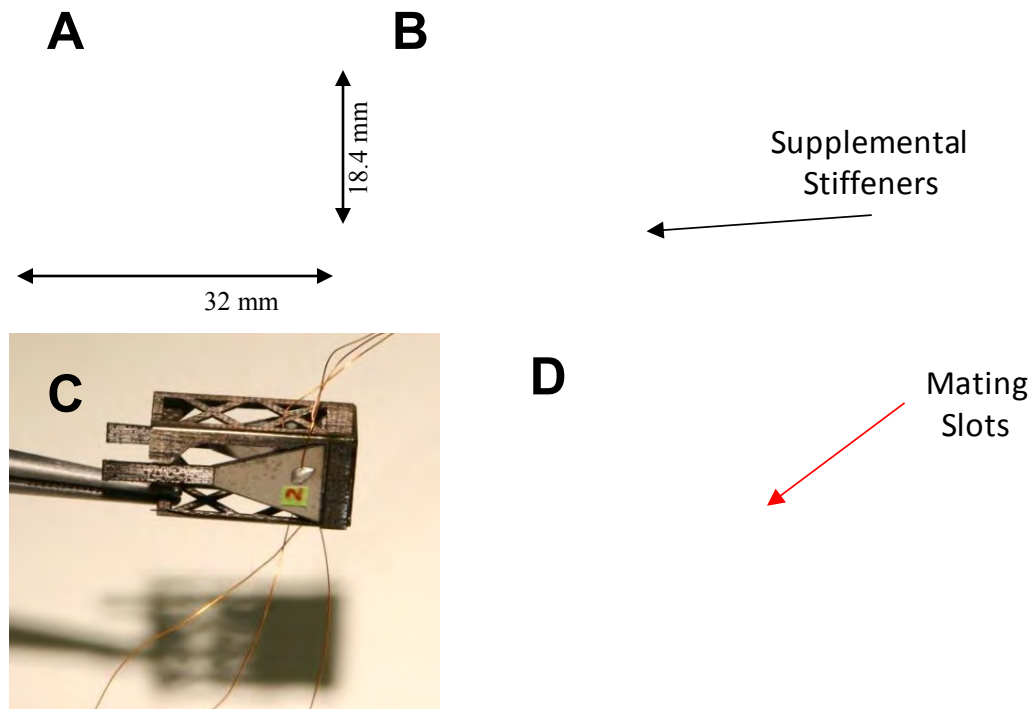 A
B
18.4 mm
Supplemental
Stiffeners
32 mm
C
2
D
Mating
Slots